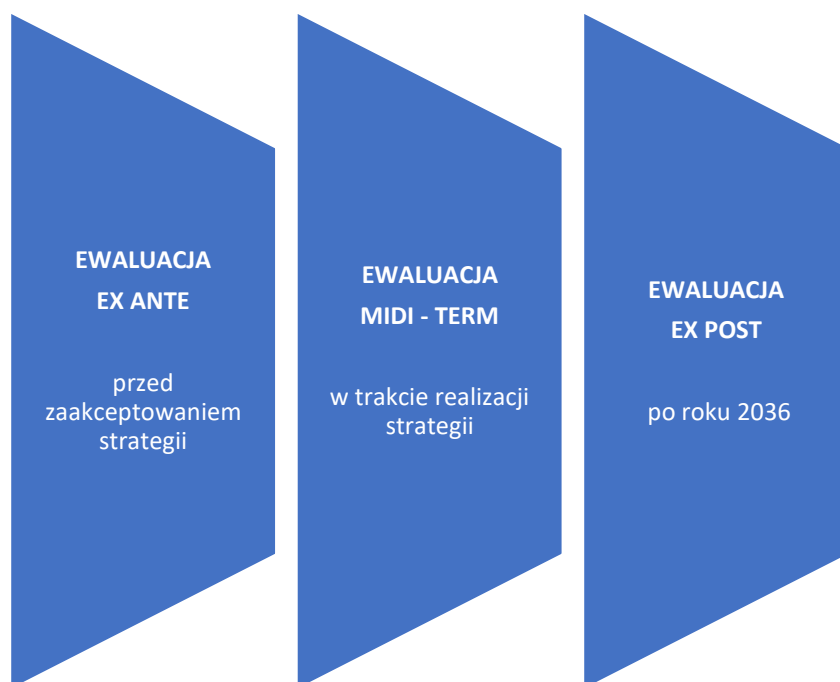 EWALUACJA
EX ANTE
przed
zaakceptowaniem
strategii
EWALUACJA
MIDI - TERM
w trakcie realizacji
strategii
EWALUACJA
EX POST
po roku 2036